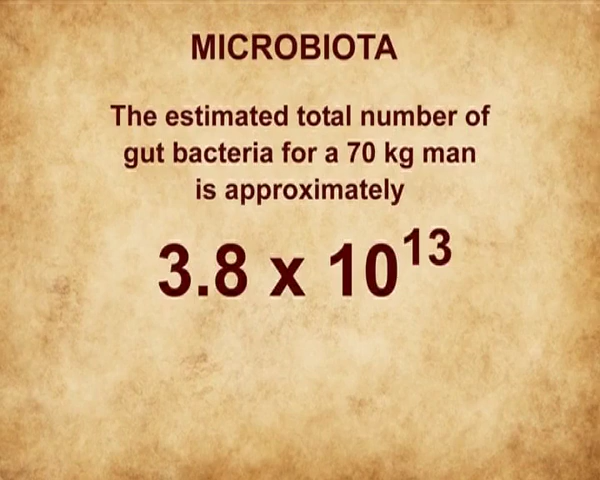 MICROBIOTA
The estimated total number of
gut bacteria for a 70 kg man
is approximately
3.8 x 10¹³